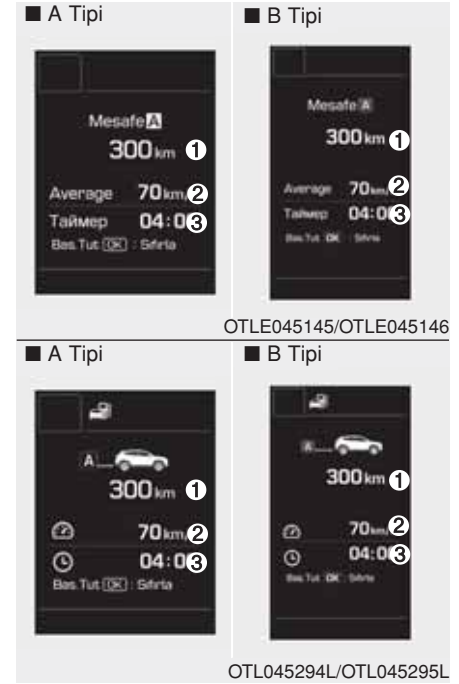 ■ A Tipi
■ B Tipi
Mesafe A
300 km 1
Average 70 km/ 2
Таймер 04:0 3
Bas.Tut OK : Sıfırla
Mesafe A
300 km 1
Average 70 km/ 2
Таймер 04:0 3
Bas.Tut OK : Sıfırla
OTLE045145/OTLE045146
■ A Tipi
■ B Tipi
A
300 km 1
70 km/ 2
04:0 3
Bas.Tut OK : Sıfırla
A
300 km 1
70 km/ 2
04:0 3
Bas.Tut OK : Sıfırla
OTL045294L/OTL045295L